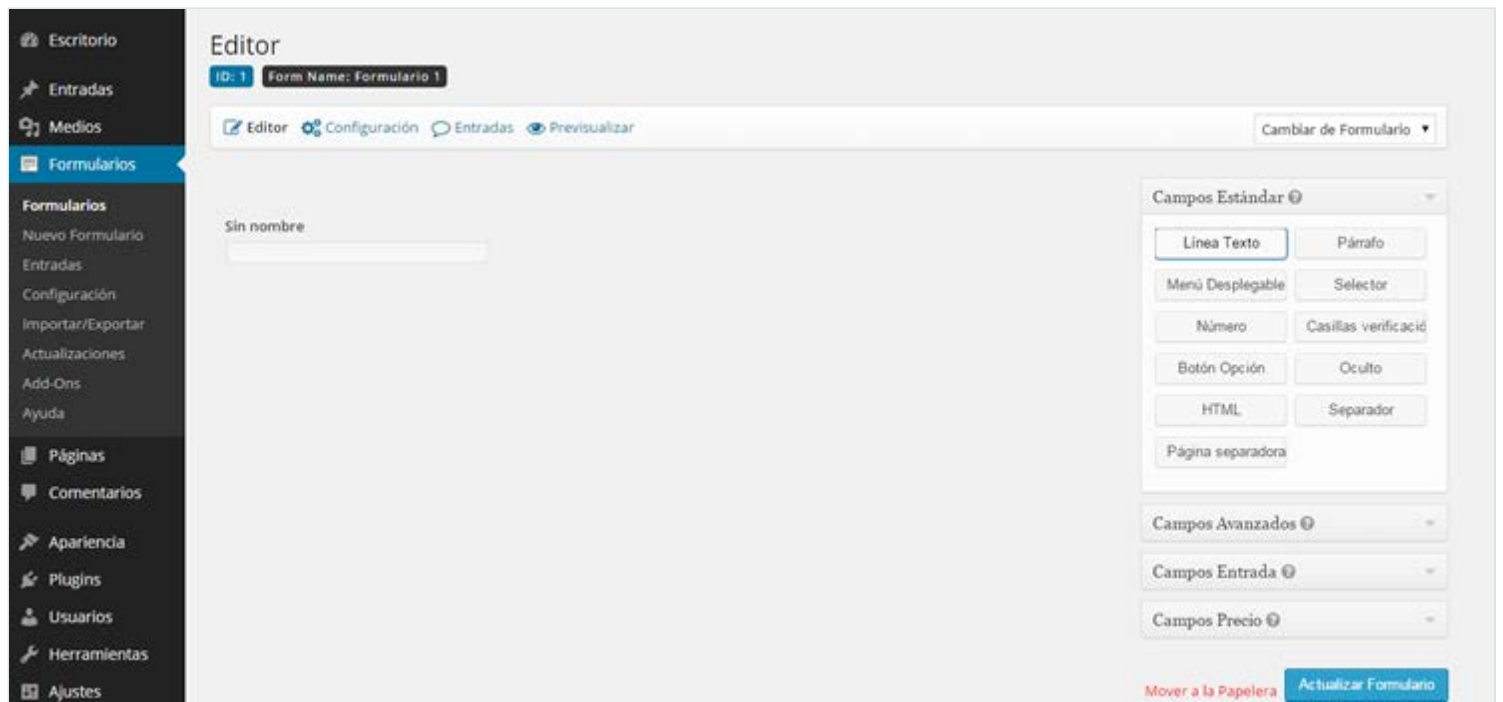 Escritorio
Entradas
Medios
Formularios
Formularios
Nuevo Formulario
Entradas
Configuración
Importar/Exportar
Actualizaciones
Add-Ons
Ayuda
Páginas
Comentarios
Apariencia
Plugins
Usuarios
Herramientas
Ajustes
Editor
ID: 1 Form Name: Formulario 1
Editor Configuración Entradas Previsualizar
Cambiar de Formulario
Sin nombre
Campos Estándar
Línea Texto Párrafo
Menú Desplegable Selector
Número Casillas verificació
Botón Opción Oculto
HTML Separador
Página separadora
Campos Avanzados
Campos Entrada
Campos Precio
Mover a la Papelera Actualizar Formulario